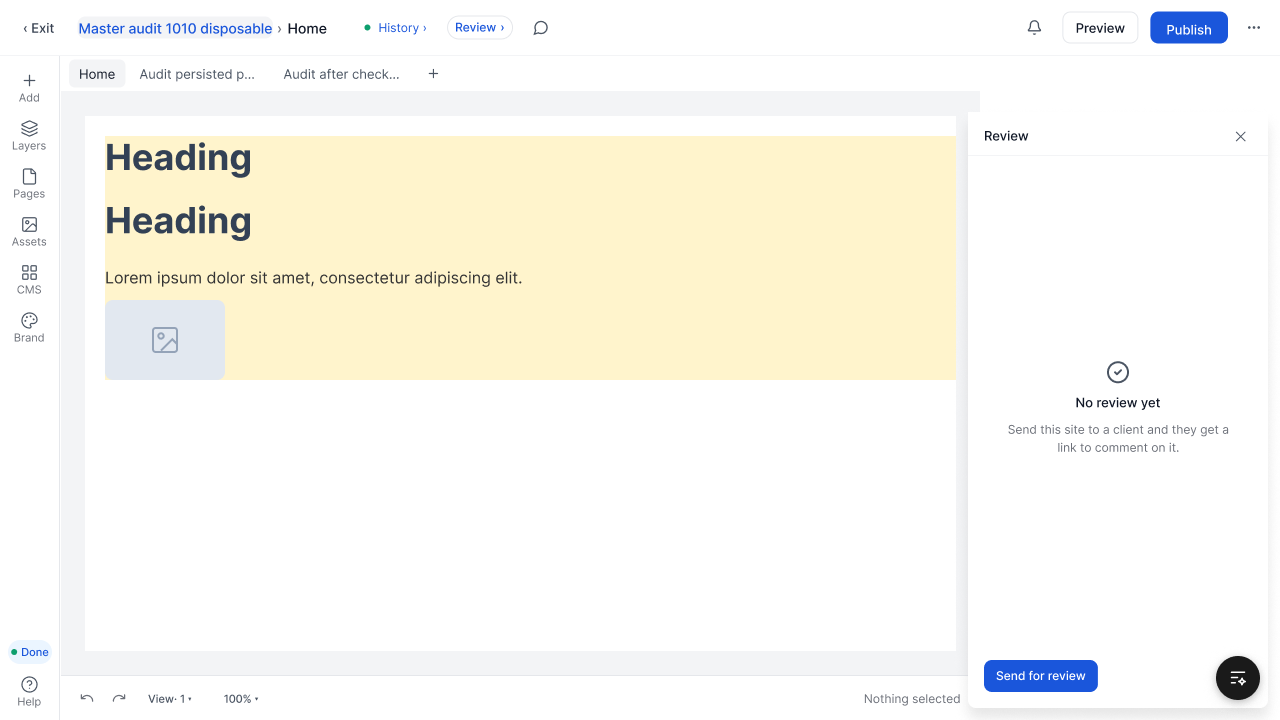 ‹ Exit
Master audit 1010 disposable › Home
History ›
Review ›
Preview
Publish
Home
Audit persisted p...
Audit after check...
Add
Layers
Pages
Assets
CMS
Brand
Heading
Heading
Lorem ipsum dolor sit amet, consectetur adipiscing elit.
Review
No review yet
Send this site to a client and they get a
link to comment on it.
Send for review
Done
Help
View· 1
100%
Nothing selected